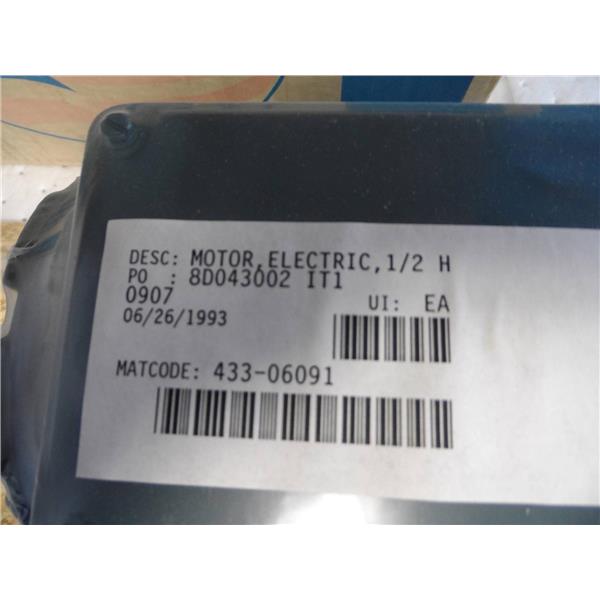 DESC: MOTOR,ELECTRIC,1/2 H
PO : 8D043002 IT1
0907 UI: EA
06/26/1993
MATCODE: 433-06091